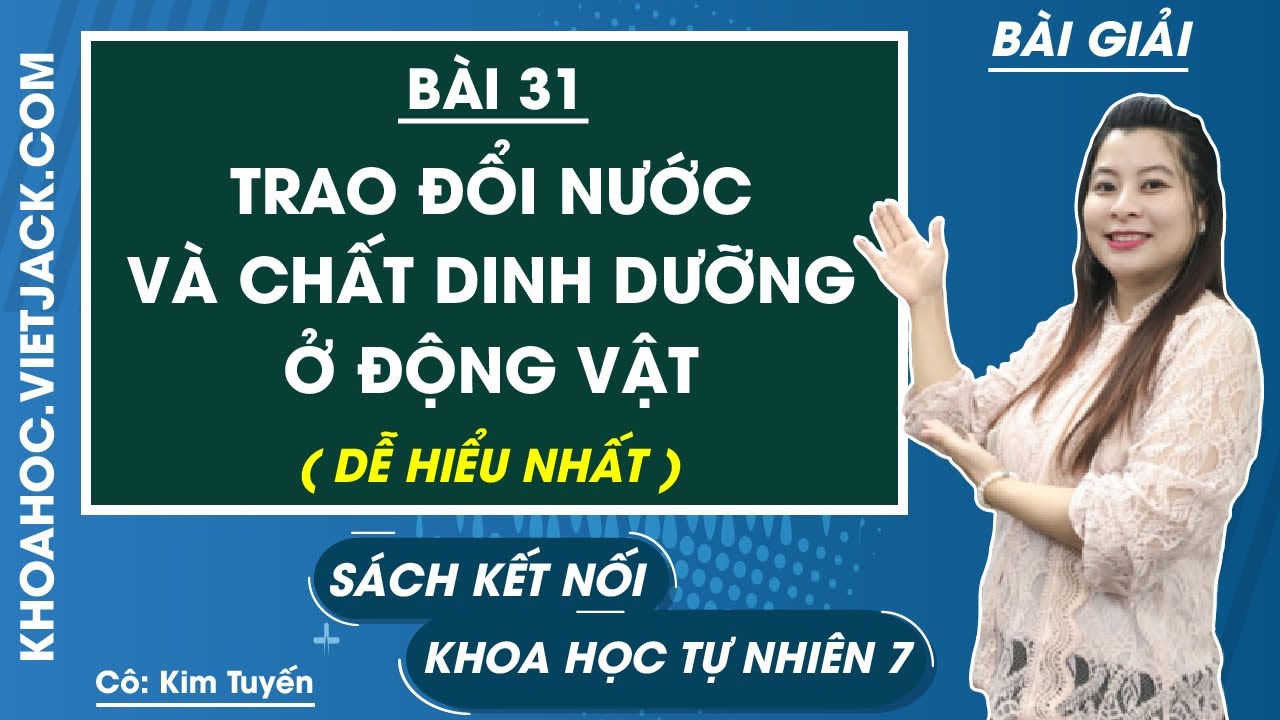 KHOAHOC.VIETJACK.COM
BÀI GIẢI
BÀI 31
TRAO ĐỔI NƯỚC
VÀ CHẤT DINH DƯỠNG
Ở ĐỘNG VẬT
( DỄ HIỂU NHẤT )
SÁCH KẾT NỐI
KHOA HỌC TỰ NHIÊN 7
Cô: Kim Tuyến